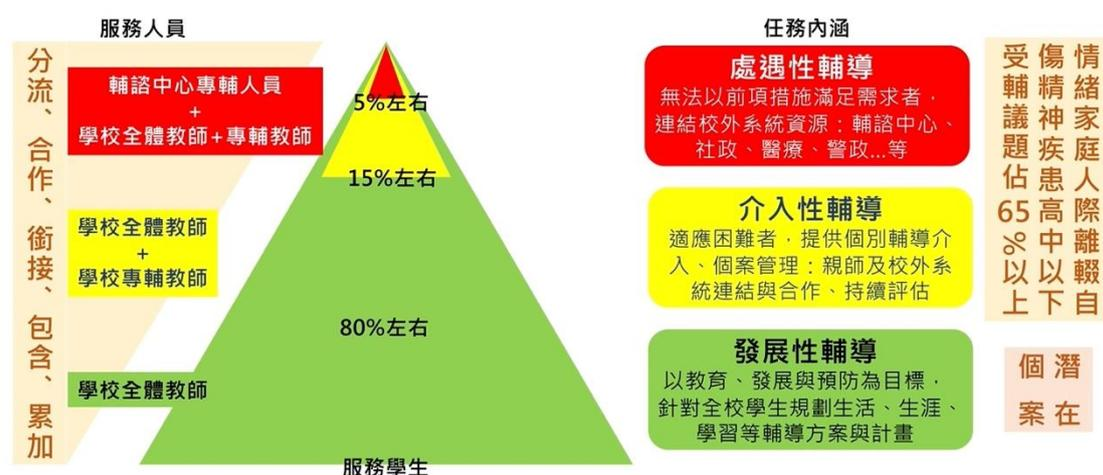 服務人員
分流、合作、銜接、包含、累加
輔諮中心專輔人員
+
學校全體教師+專輔教師
學校全體教師
+
學校專輔教師
學校全體教師
5%左右
15%左右
80%左右
服務學生
任務內涵
處遇性輔導
無法以前項措施滿足需求者，
連結校外系統資源：輔諮中心、
社政、醫療、警政...等
介入性輔導
適應困難者，提供個別輔導介
入、個案管理：親師及校外系
統連結與合作、持續評估
發展性輔導
以教育、發展與預防為目標，
針對全校學生規劃生活、生涯、
學習等輔導方案與計畫
情緒家庭人際離輟自
傷精神疾患高中以下
受輔議題佔65%以上
潛在
個案